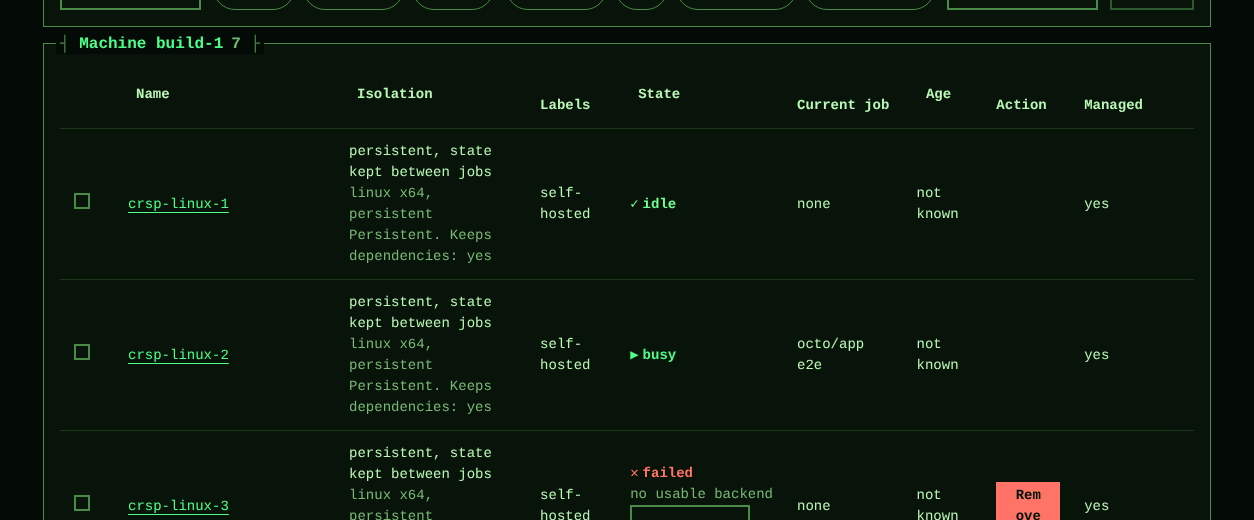 Machine build-1 7
Name Isolation Labels State Current job Age Action Managed
persistent, state
kept between jobs
linux x64,
persistent
Persistent. Keeps
dependencies: yes
crsp-linux-1
self-
hosted
✓ idle
none
not
known
yes
persistent, state
kept between jobs
linux x64,
persistent
Persistent. Keeps
dependencies: yes
crsp-linux-2
self-
hosted
▶ busy
octo/app
e2e
not
known
yes
persistent, state
kept between jobs
linux x64,
persistent
crsp-linux-3
self-
hosted
× failed
no usable backend
none
not
known
Rem
ove
yes